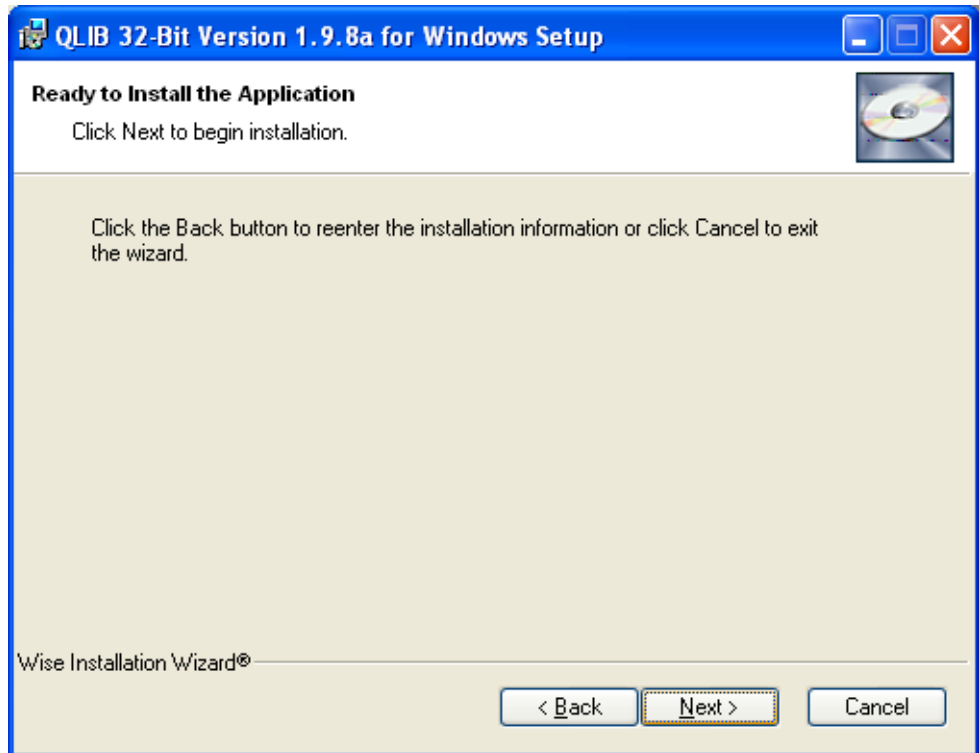 QLIB 32-Bit Version 1.9.8a for Windows Setup
Ready to Install the Application
Click Next to begin installation.
Click the Back button to reenter the installation information or click Cancel to exit
the wizard.
Wise Installation Wizard®
< Back Next > Cancel